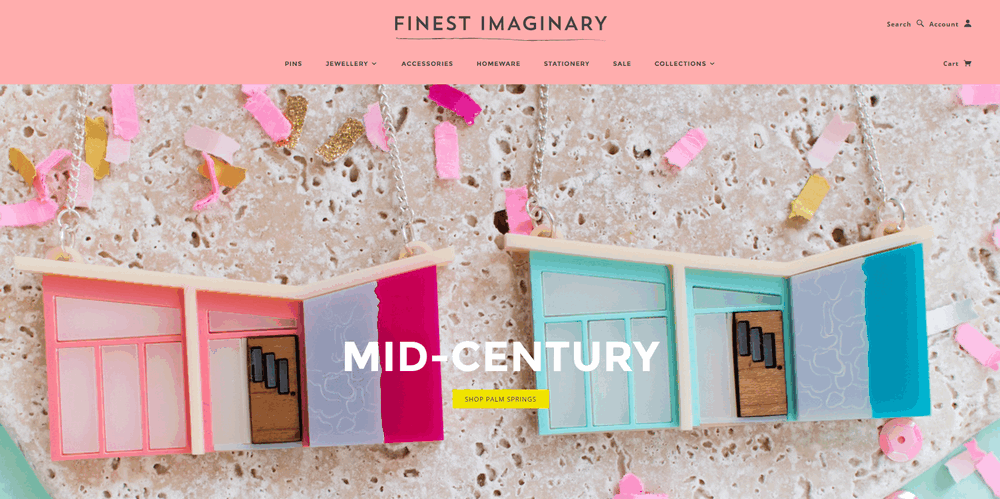 FINEST IMAGINARY
Search Account
PINS JEWELLERY ACCESSORIES HOMEWARE STATIONERY SALE COLLECTIONS Cart
MID-CENTURY
SHOP PALM SPRINGS